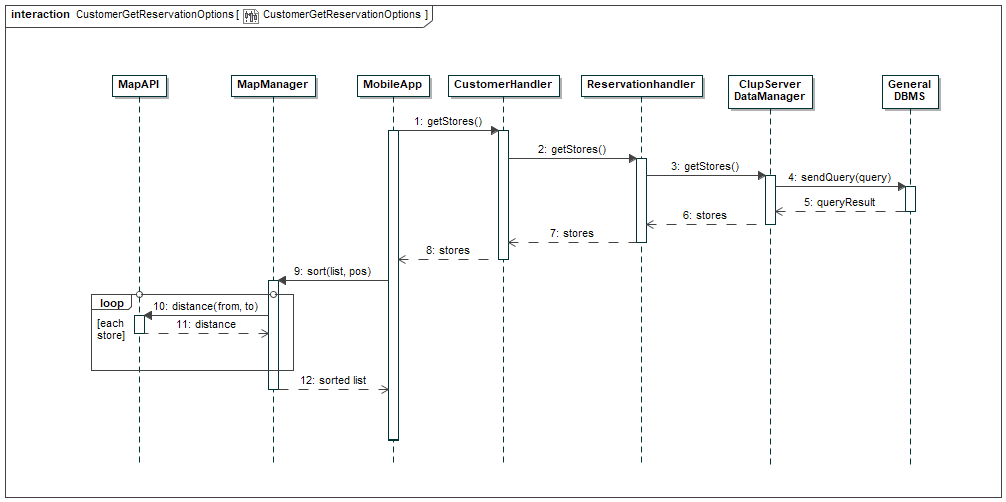 interaction CustomerGetReservationOptions [ CustomerGetReservationOptions ]
MapAPI
MapManager
MobileApp
CustomerHandler
Reservationhandler
ClupServer
DataManager
General
DBMS
1: getStores()
2: getStores()
3: getStores()
4: sendQuery(query)
5: queryResult
6: stores
7: stores
8: stores
9: sort(list, pos)
loop
10: distance(from, to)
[each
store]
11: distance
12: sorted list